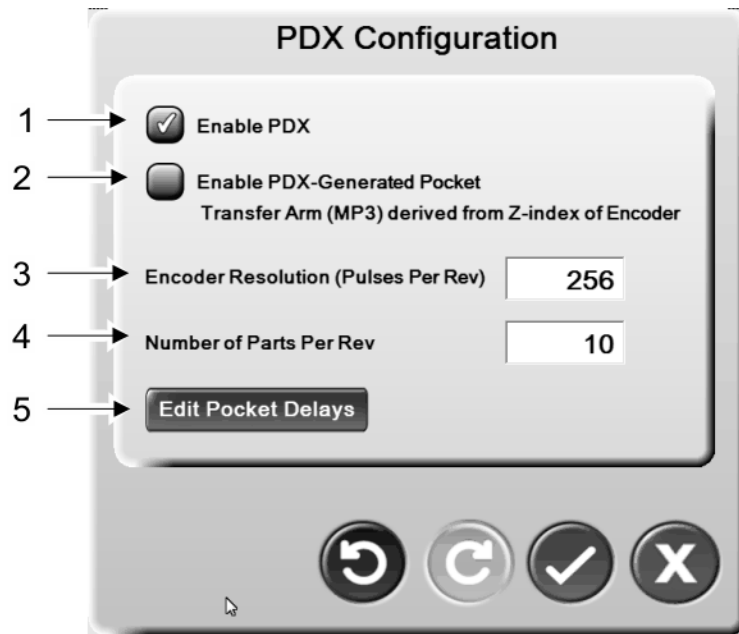 PDX Configuration
1 Enable PDX
2 Enable PDX-Generated Pocket
Transfer Arm (MP3) derived from Z-index of Encoder
3 Encoder Resolution (Pulses Per Rev) 256
4 Number of Parts Per Rev 10
5 Edit Pocket Delays